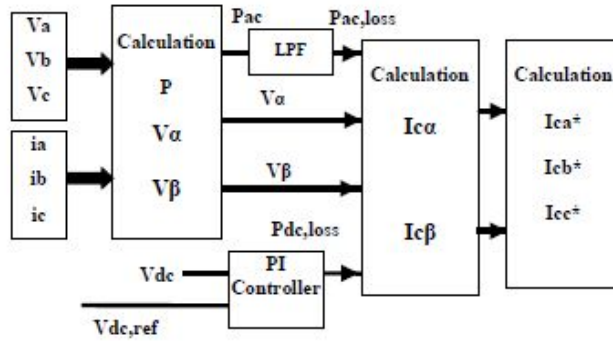 Va
Vb
Vc
ia
ib
ic
Calculation
P
Vα
Vβ
Pac
LPF
Pac,loss
Vα
Vβ
Pdc,loss
Vdc
Vdc,ref
PI
Controller
Calculation
Icα
Icβ
Calculation
Ica*
Icb*
Icc*